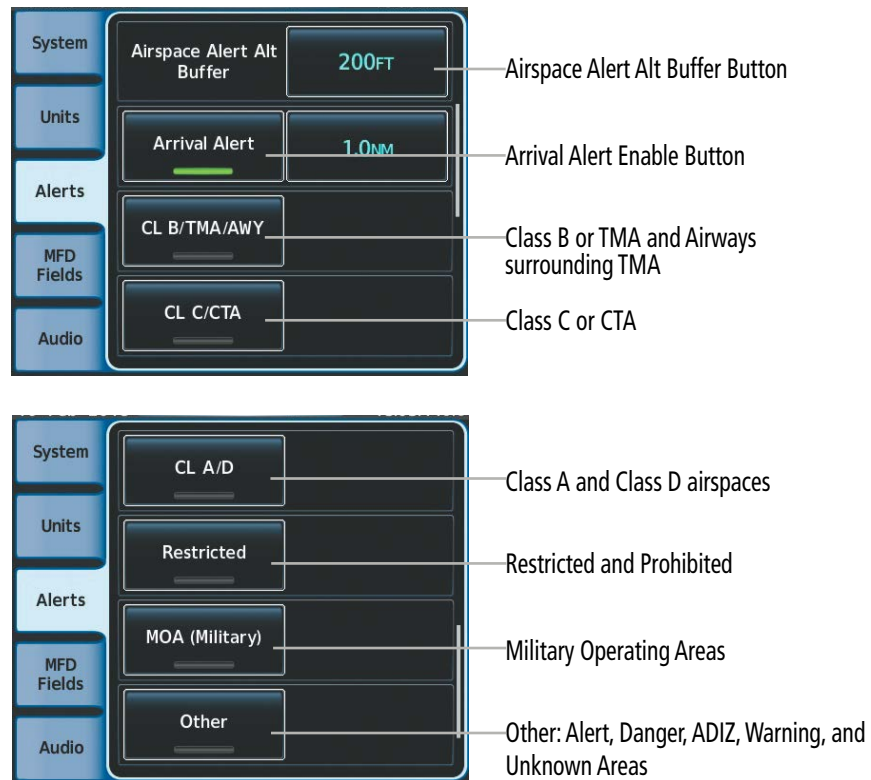 System
Units
Alerts
MFD
Fields
Audio
Airspace Alert Alt
Buffer
200FT
Arrival Alert
1.0NM
CL B/TMA/AWY
CL C/CTA
Airspace Alert Alt Buffer Button
Arrival Alert Enable Button
Class B or TMA and Airways
surrounding TMA
Class C or CTA
System
Units
Alerts
MFD
Fields
Audio
CL A/D
Restricted
MOA (Military)
Other
Class A and Class D airspaces
Restricted and Prohibited
Military Operating Areas
Other: Alert, Danger, ADIZ, Warning, and
Unknown Areas